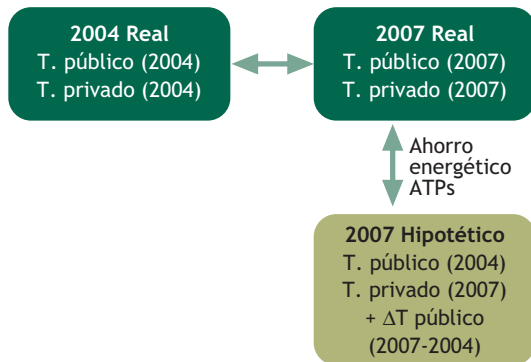 2004 Real
T. público (2004)
T. privado (2004)
2007 Real
T. público (2007)
T. privado (2007)
Ahorro
energético
ATPs
2007 Hipotético
T. público (2004)
T. privado (2007)
+ ΔT público
(2007-2004)